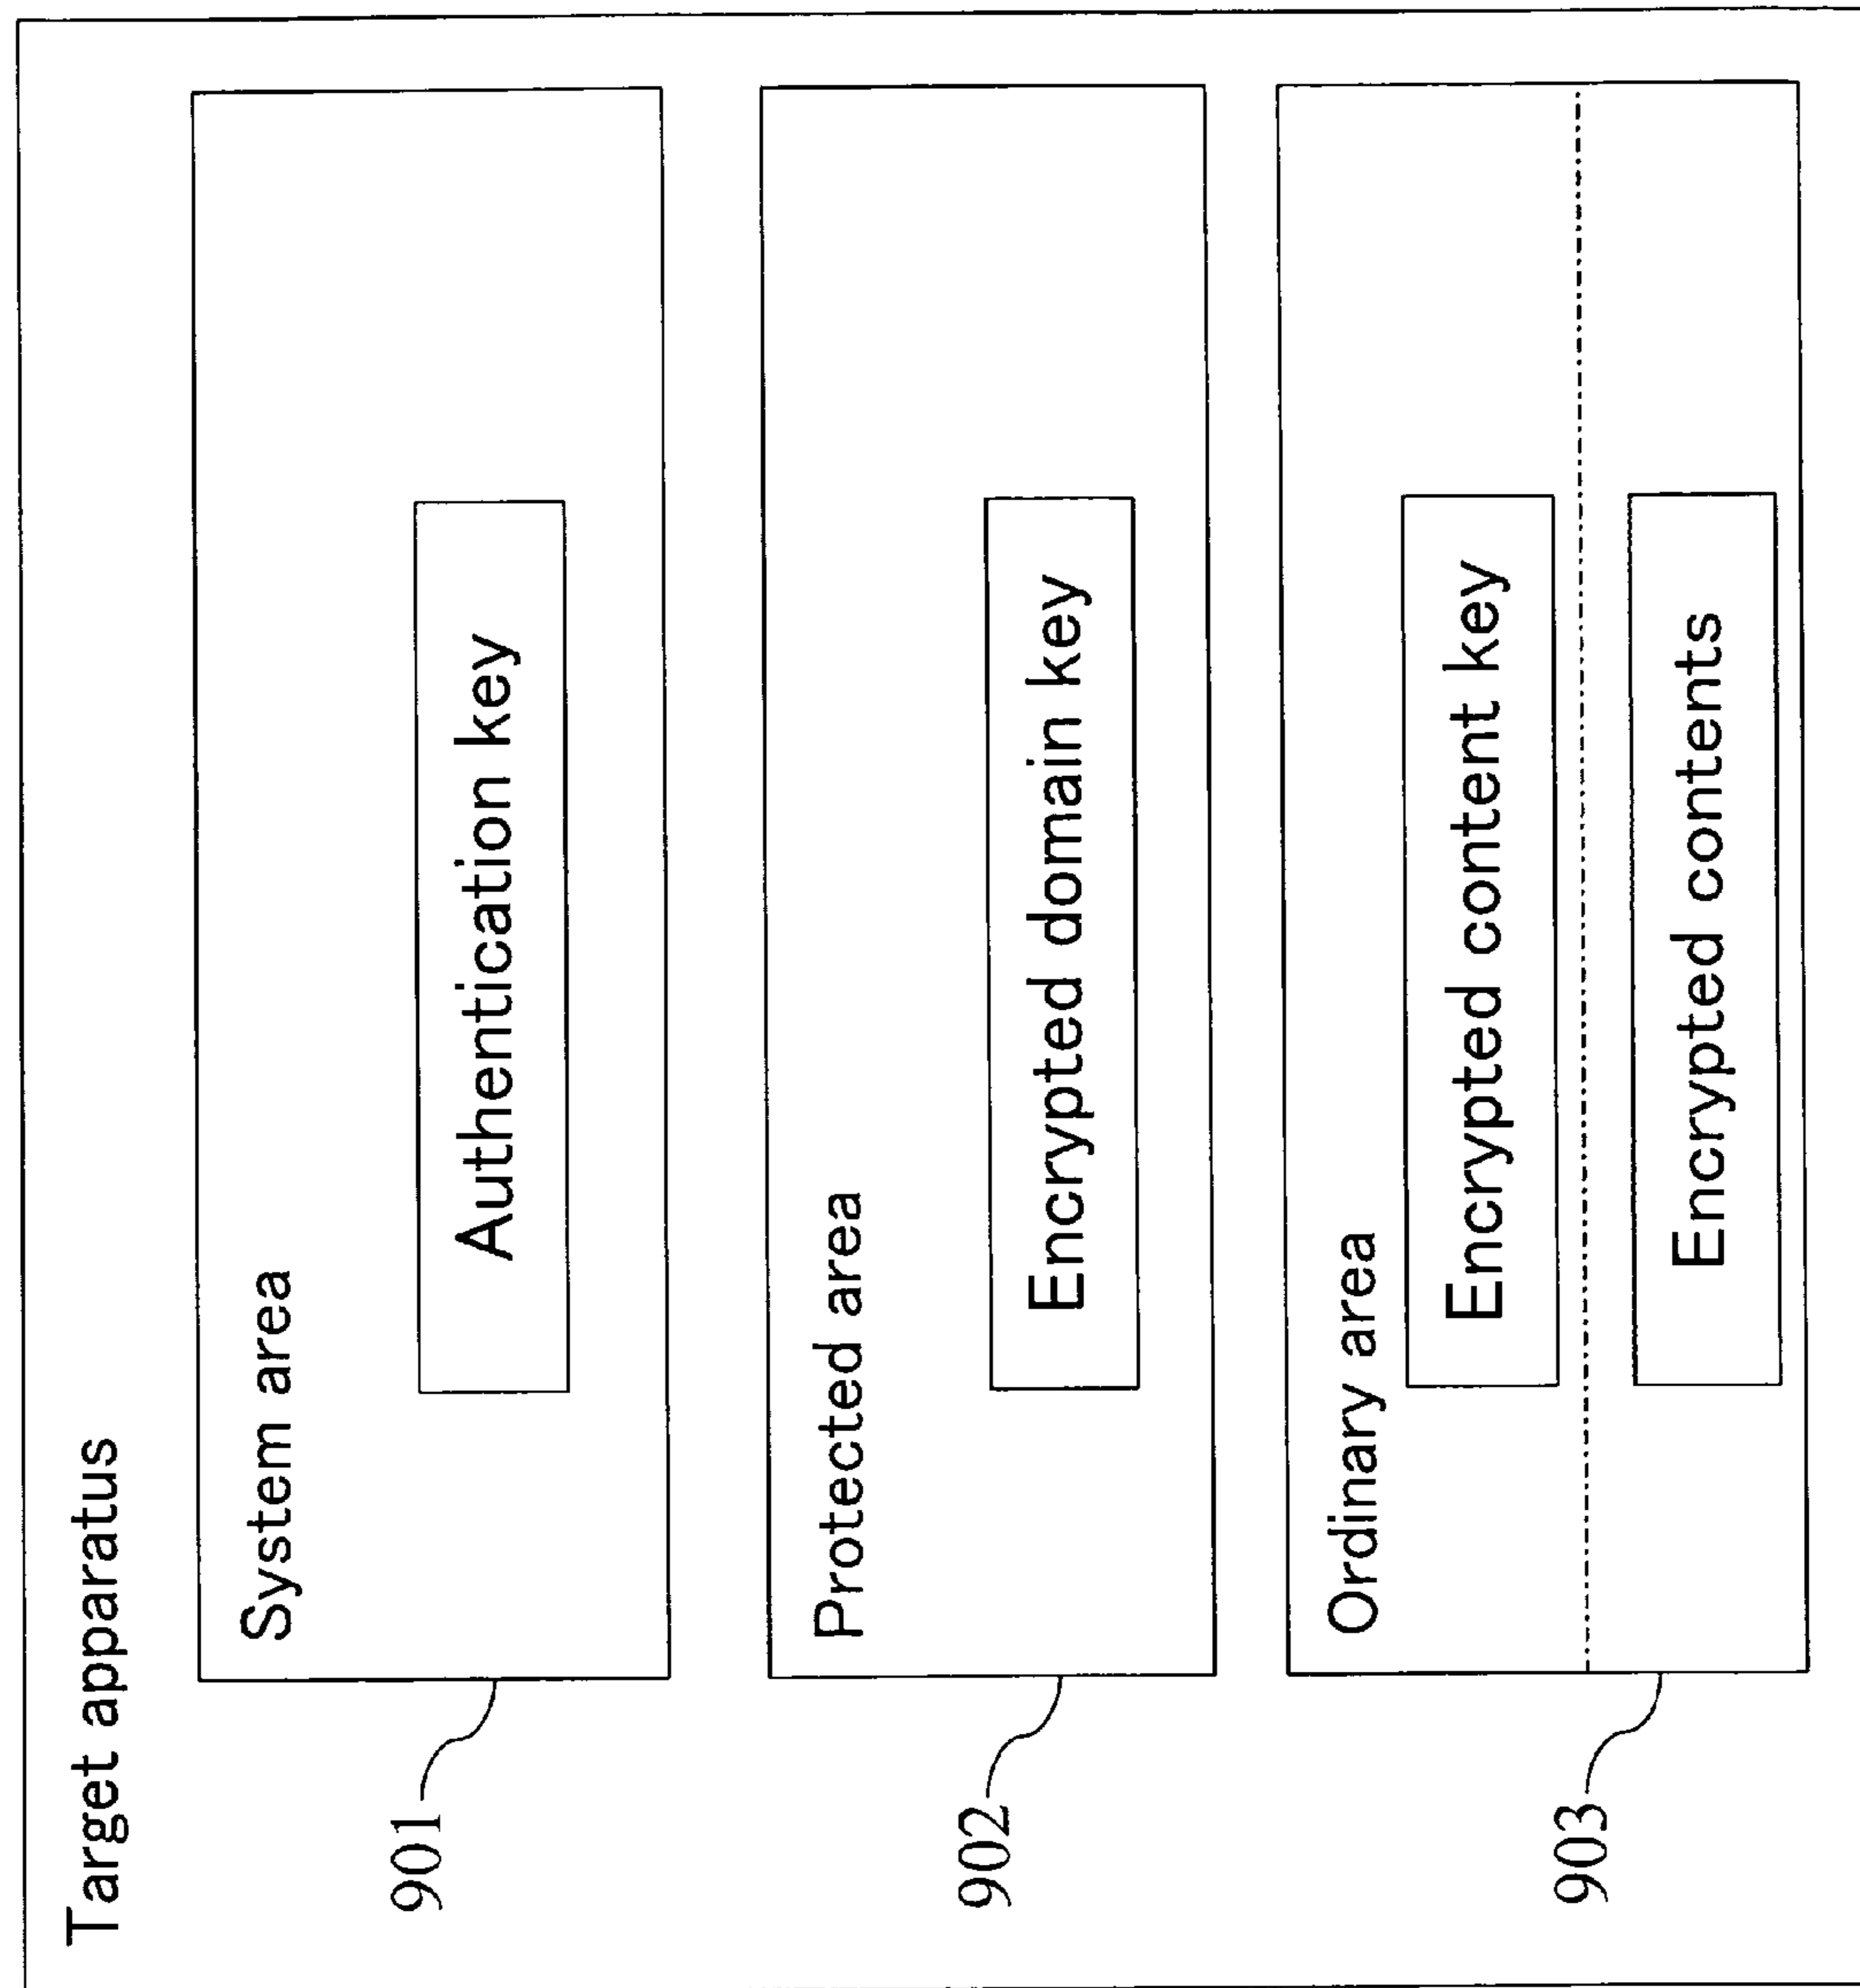 Target apparatus
System area
Authentication key
901
Protected area
Encrypted domain key
902
Ordinary area
Encrypted content key
Encrypted contents
903